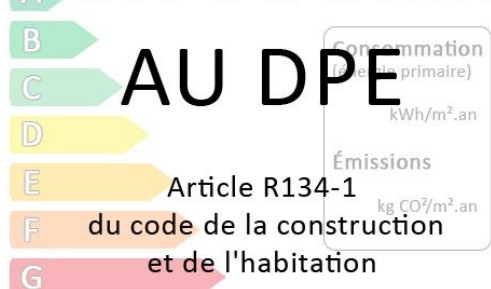 A
B
Consommation
AU DPE
(énergie primaire)
C
kWh/m².an
D
Émissions
E
Article R134-1
kg CO²/m².an
F
du code de la construction
et de l'habitation
G